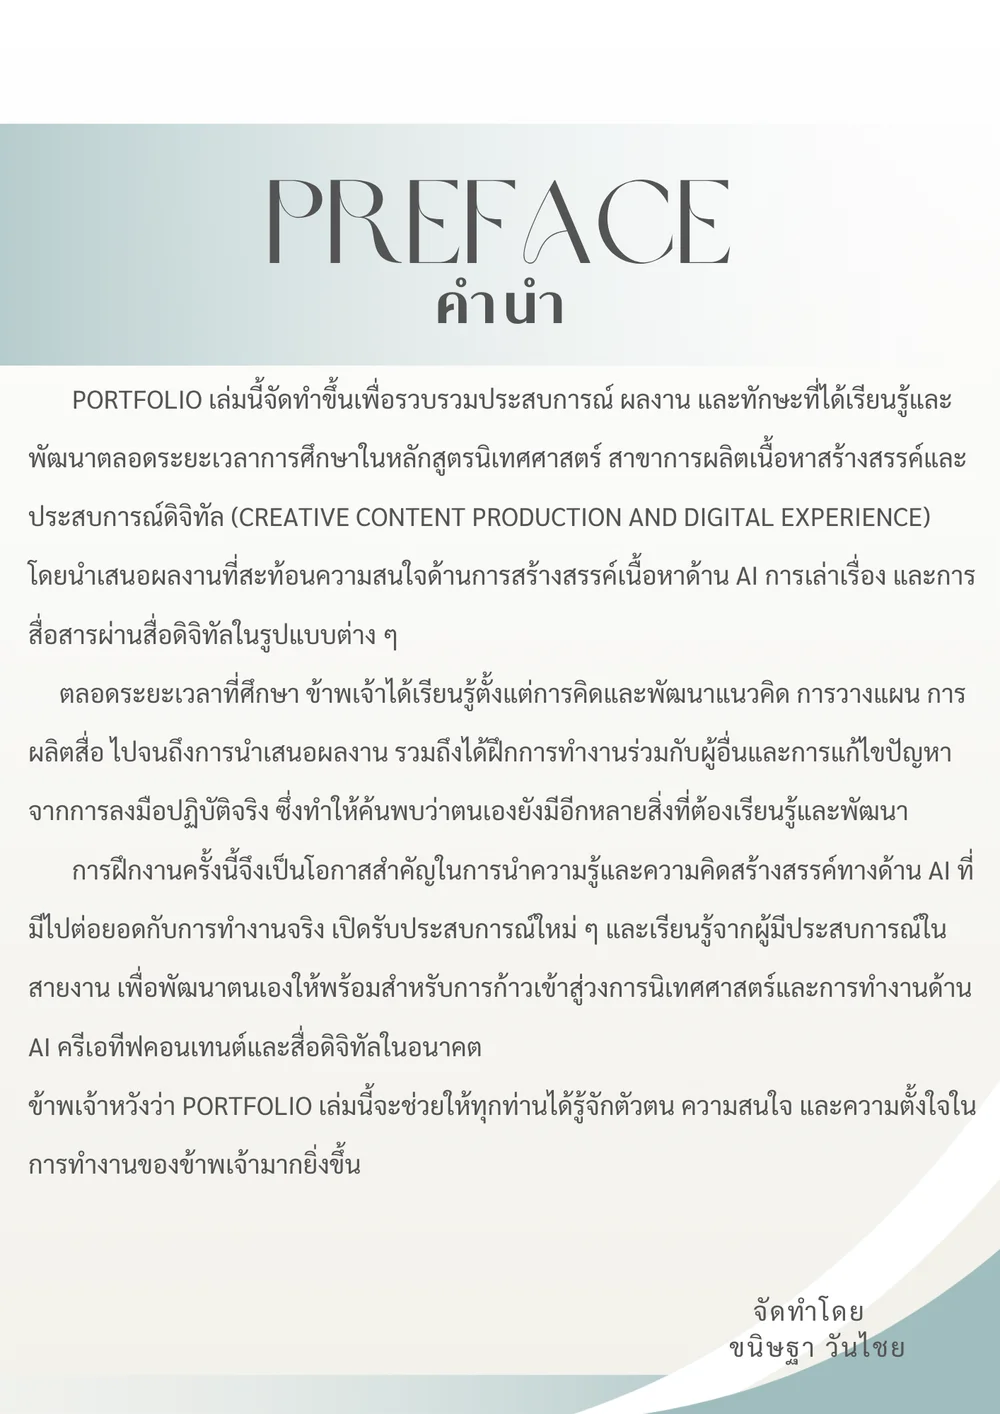 PREFACE
คำนำ
PORTFOLIO เล่มนี้จัดทำขึ้นเพื่อรวบรวมประสบการณ์ ผลงาน และทักษะที่ได้เรียนรู้และ
พัฒนาตลอดระยะเวลาการศึกษาในหลักสูตรนิเทศศาสตร์ สาขาการผลิตเนื้อหาสร้างสรรค์และ
ประสบการณ์ดิจิทัล (CREATIVE CONTENT PRODUCTION AND DIGITAL EXPERIENCE)
โดยนำเสนอผลงานที่สะท้อนความสนใจด้านการสร้างสรรค์เนื้อหาด้าน AI การเล่าเรื่อง และการ
สื่อสารผ่านสื่อดิจิทัลในรูปแบบต่าง ๆ
ตลอดระยะเวลาที่ศึกษา ข้าพเจ้าได้เรียนรู้ตั้งแต่การคิดและพัฒนาแนวคิด การวางแผน การ
ผลิตสื่อ ไปจนถึงการนำเสนอผลงาน รวมถึงได้ฝึกการทำงานร่วมกับผู้อื่นและการแก้ไขปัญหา
จากการลงมือปฏิบัติจริง ซึ่งทำให้ค้นพบว่าตนเองยังมีอีกหลายสิ่งที่ต้องเรียนรู้และพัฒนา
การฝึกงานครั้งนี้จึงเป็นโอกาสสำคัญในการนำความรู้และความคิดสร้างสรรค์ทางด้าน AI ที่
มีไปต่อยอดกับการทำงานจริง เปิดรับประสบการณ์ใหม่ ๆ และเรียนรู้จากผู้มีประสบการณ์ใน
สายงาน เพื่อพัฒนาตนเองให้พร้อมสำหรับการก้าวเข้าสู่วงการนิเทศศาสตร์และการทำงานด้าน
AI ครีเอทีฟคอนเทนต์และสื่อดิจิทัลในอนาคต
ข้าพเจ้าหวังว่า PORTFOLIO เล่มนี้จะช่วยให้ทุกท่านได้รู้จักตัวตน ความสนใจ และความตั้งใจใน
การทำงานของข้าพเจ้ามากยิ่งขึ้น
จัดทำโดย
ขนิษฐา วันไชย